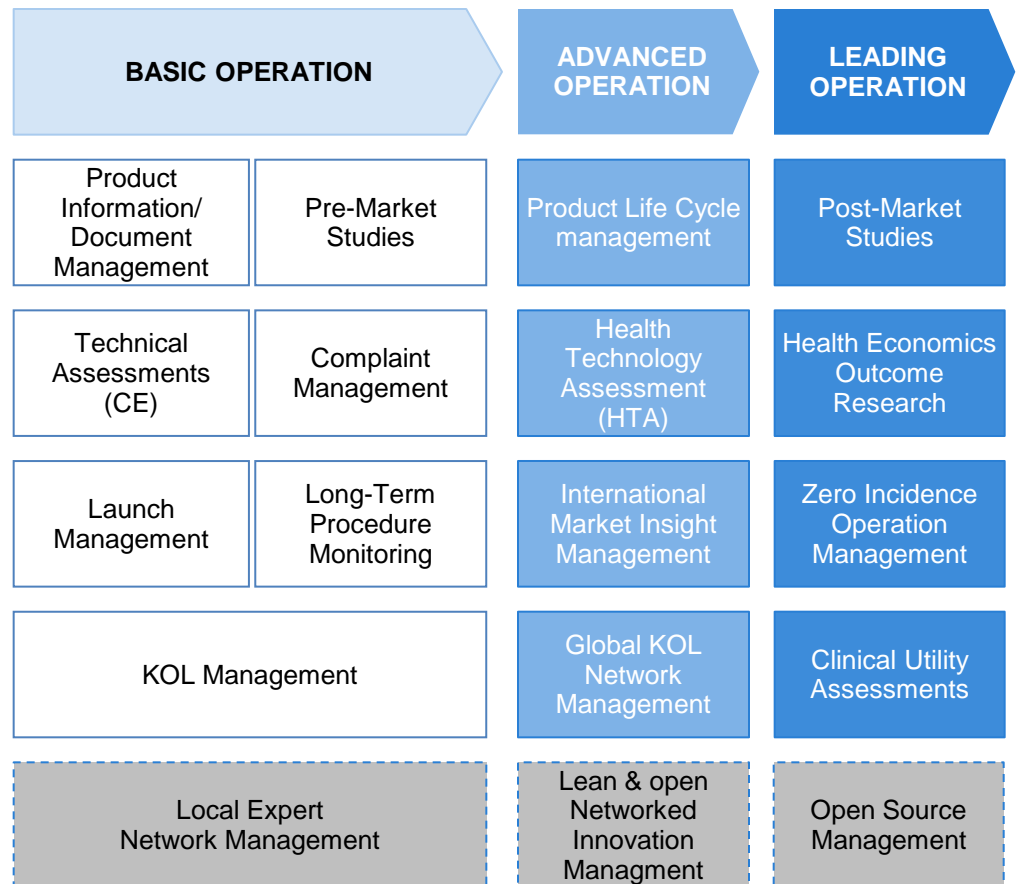 BASIC OPERATION
ADVANCED
OPERATION
LEADING
OPERATION
Product
Information/
Document
Management
Pre-Market
Studies
Product Life Cycle
management
Post-Market
Studies
Technical
Assessments
(CE)
Complaint
Management
Health
Technology
Assessment
(HTA)
Health Economics
Outcome
Research
Launch
Management
Long-Term
Procedure
Monitoring
International
Market Insight
Management
Zero Incidence
Operation
Management
KOL Management
Global KOL
Network
Management
Clinical Utility
Assessments
Local Expert
Network Management
Lean & open
Networked
Innovation
Managment
Open Source
Management